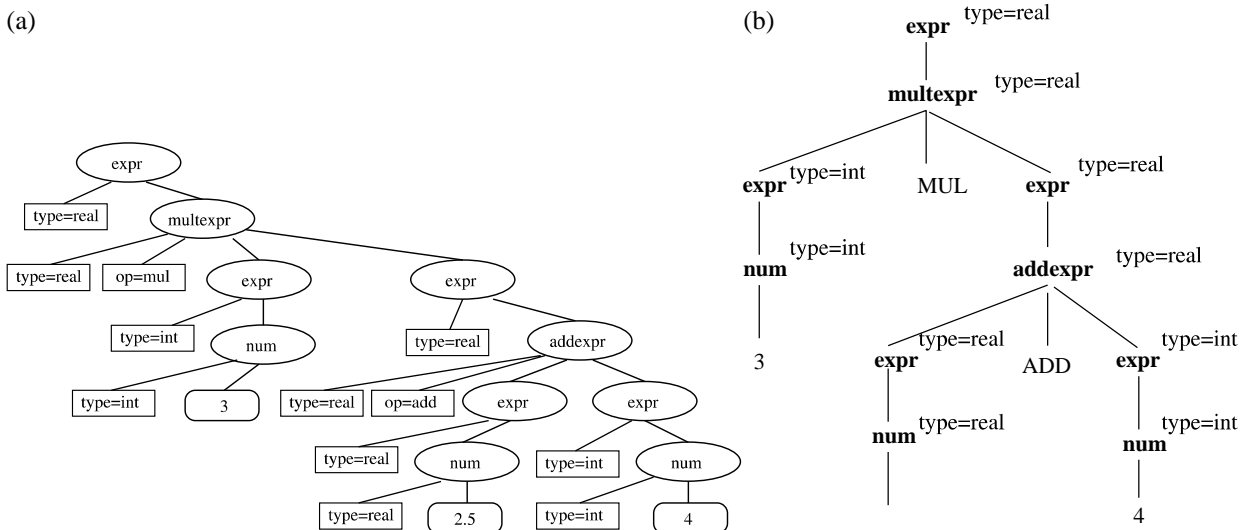 (a)
expr
type=real
multexpr
type=real
op=mul
expr
expr
type=int
num
type=real
addexpr
type=int
3
type=real
op=add
expr
expr
type=real
num
type=int
num
type=real
2.5
type=int
4
(b)
expr
type=real
multexpr
type=real
expr
type=int
MUL
expr
type=real
num
type=int
addexpr
type=real
3
expr
type=real
ADD
expr
type=int
num
type=real
num
type=int
4